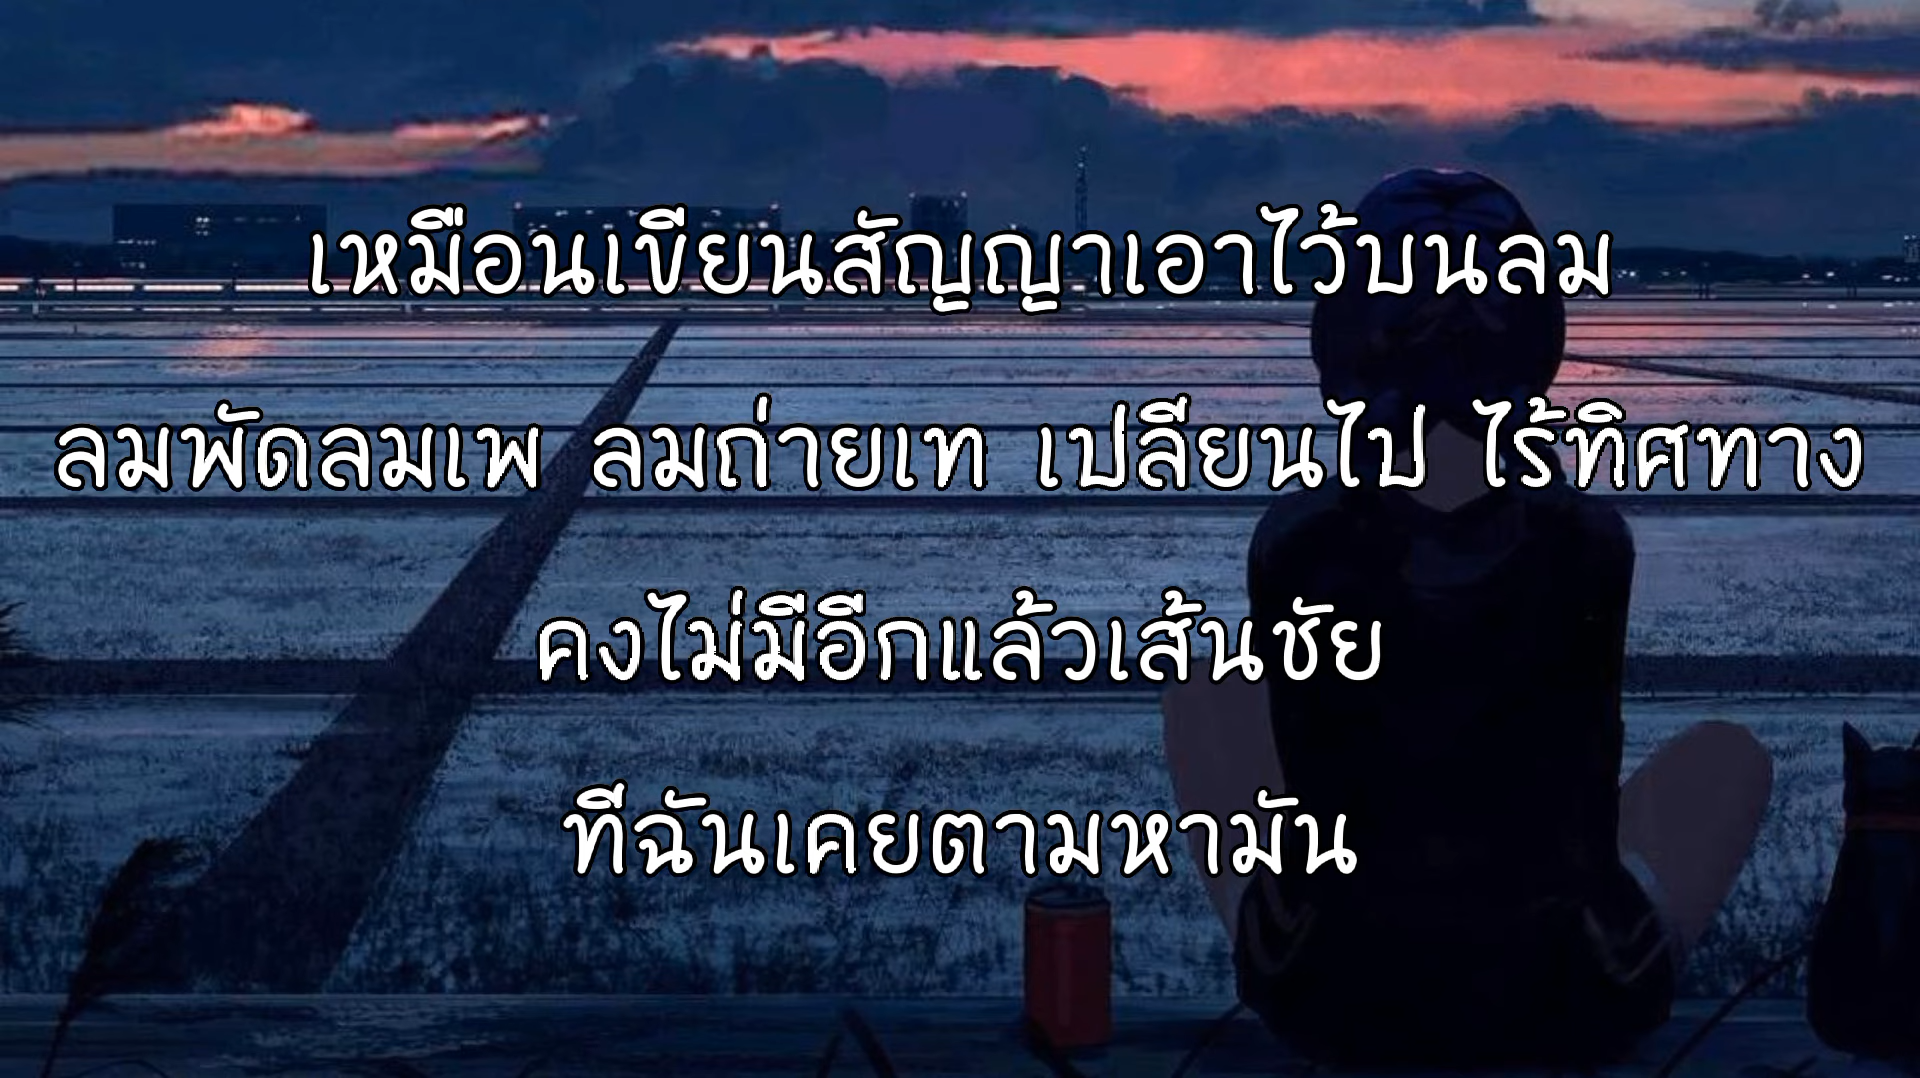 เหมือนเขียนสัญญาเอาไว้บนลม
ลมพัดลมเพ ลมถ่ายเท เปลี่ยนไป ไร้ทิศทาง
คงไม่มีอีกแล้วเส้นชัย
ที่ฉันเคยตามหามัน